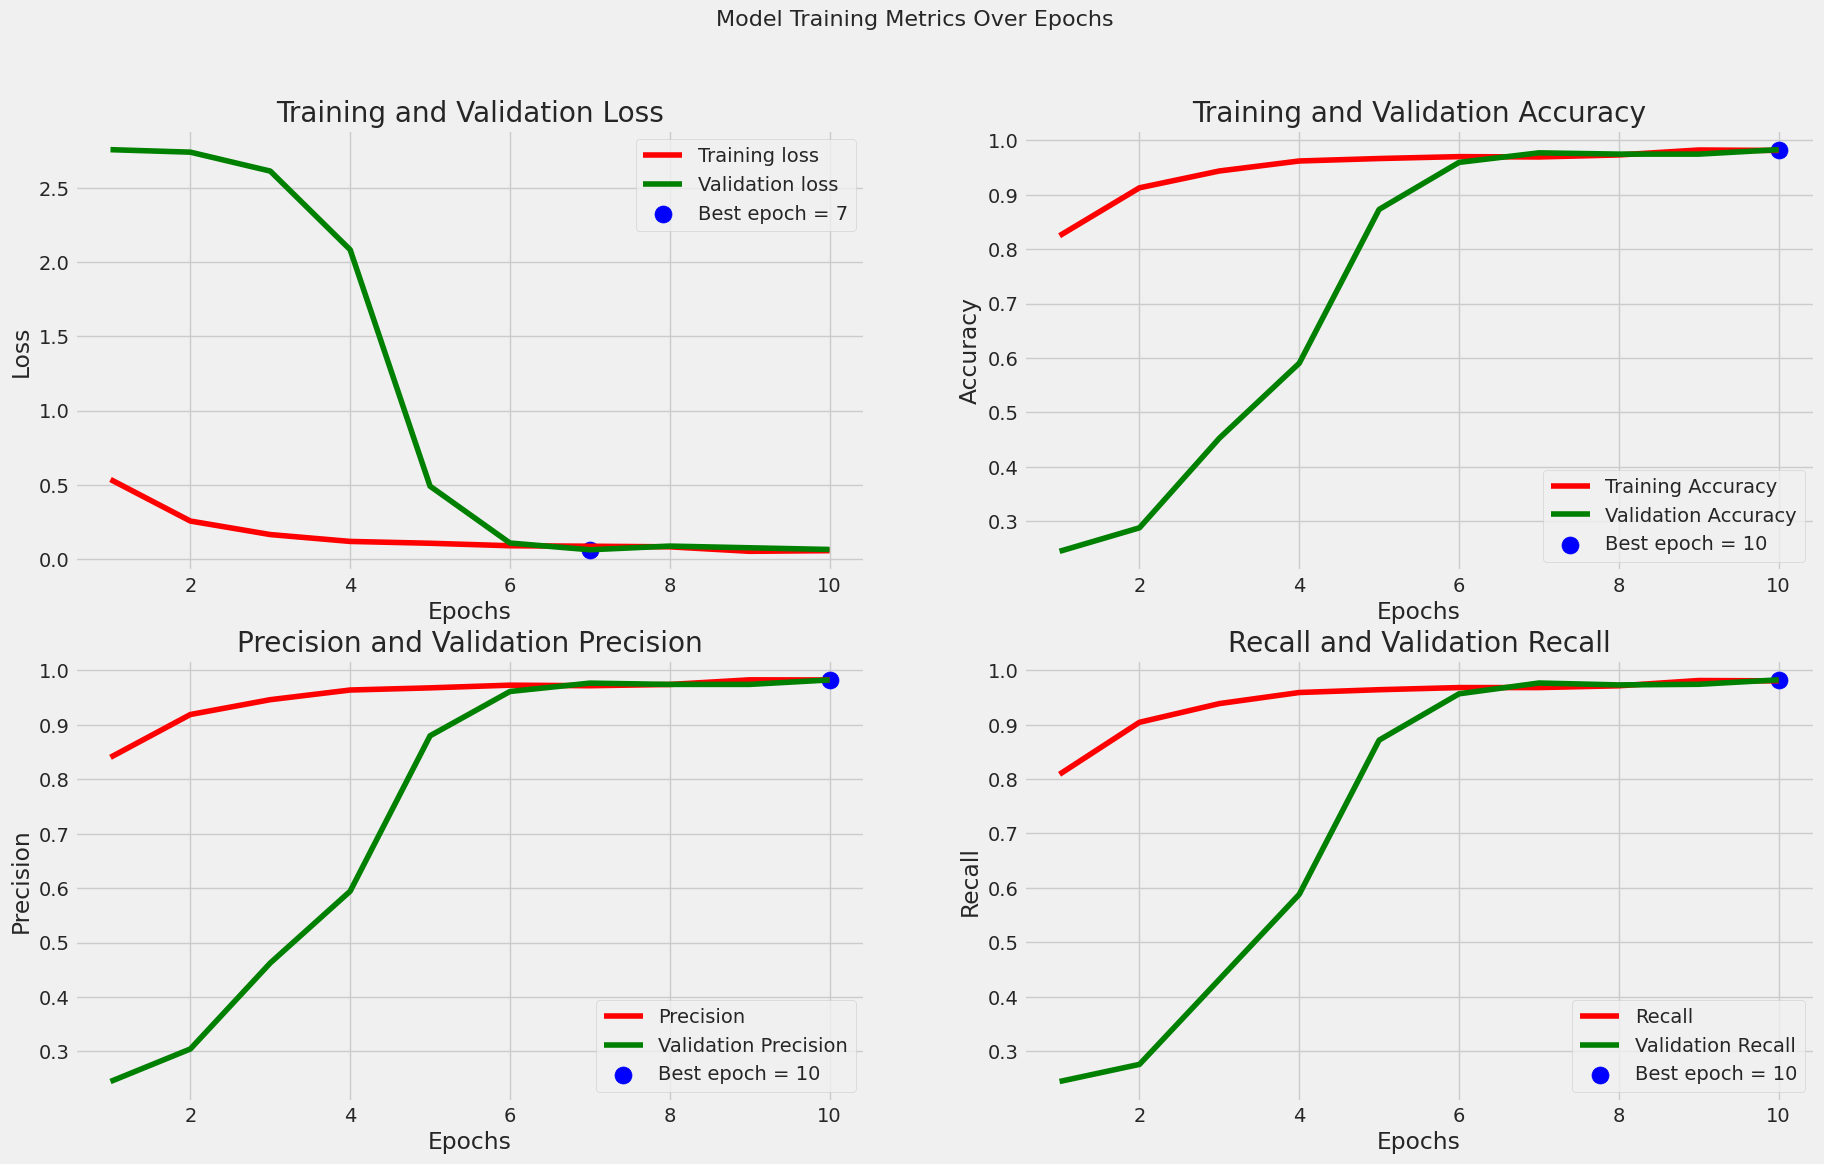 Model Training Metrics Over Epochs
Training and Validation Loss
Loss
2.5
2.0
1.5
1.0
0.5
0.0
2 4 6 8 10
Epochs
Training loss
Validation loss
Best epoch = 7
Training and Validation Accuracy
Accuracy
1.0
0.9
0.8
0.7
0.6
0.5
0.4
0.3
2 4 6 8 10
Epochs
Training Accuracy
Validation Accuracy
Best epoch = 10
Precision and Validation Precision
Precision
1.0
0.9
0.8
0.7
0.6
0.5
0.4
0.3
2 4 6 8 10
Epochs
Precision
Validation Precision
Best epoch = 10
Recall and Validation Recall
Recall
1.0
0.9
0.8
0.7
0.6
0.5
0.4
0.3
2 4 6 8 10
Epochs
Recall
Validation Recall
Best epoch = 10